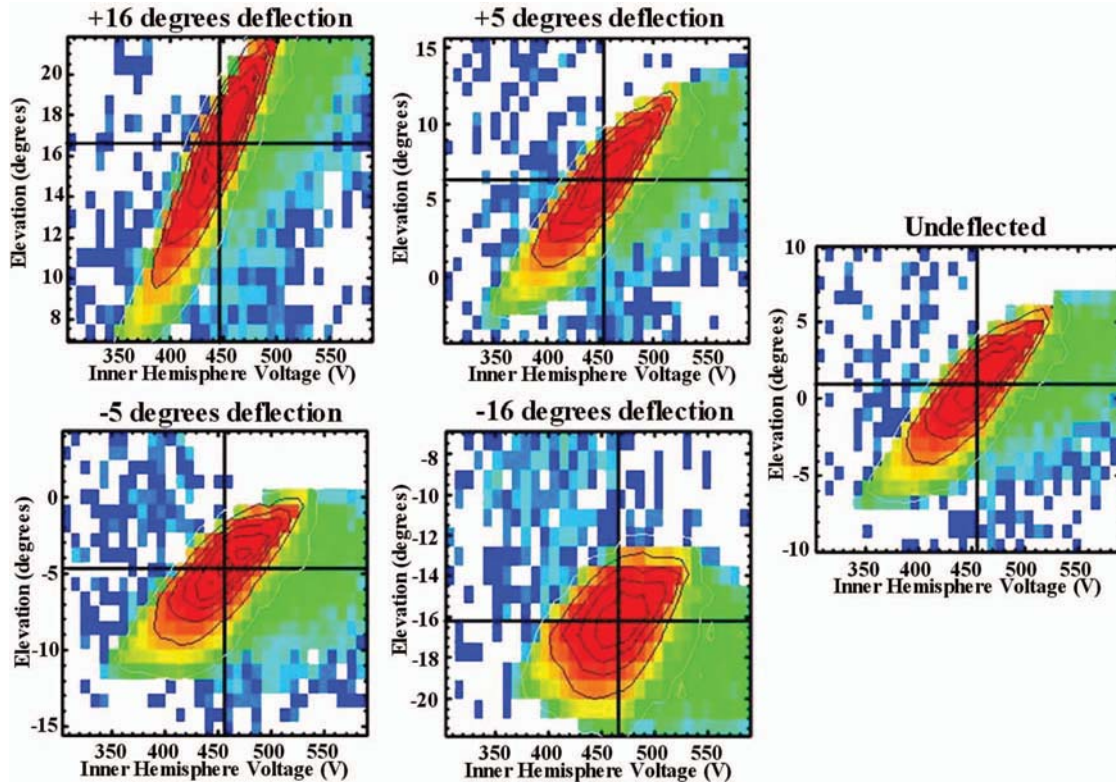 +16 degrees deflection
Elevation (degrees)
20
18
16
14
12
10
8
350 400 450 500 550
Inner Hemisphere Voltage (V)
+5 degrees deflection
Elevation (degrees)
15
10
5
0
350 400 450 500 550
Inner Hemisphere Voltage (V)
Undeflected
Elevation (degrees)
10
5
0
-5
-10
350 400 450 500 550
Inner Hemisphere Voltage (V)
-5 degrees deflection
Elevation (degrees)
0
-5
-10
-15
350 400 450 500 550
Inner Hemisphere Voltage (V)
-16 degrees deflection
Elevation (degrees)
-8
-10
-12
-14
-16
-18
-20
350 400 450 500 550
Inner Hemisphere Voltage (V)